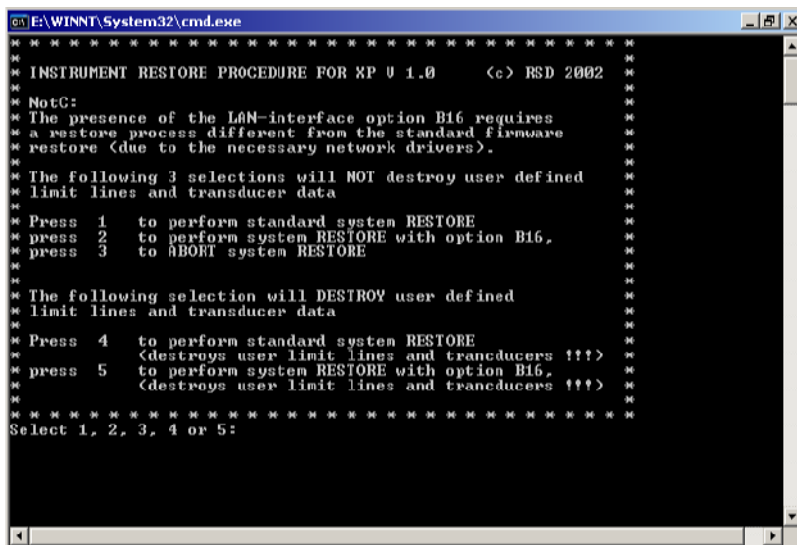 E:\WINNT\System32\cmd.exe
* * * * * * * * * * * * * * * * * * * * * * * * * * * * * * * *
* *
* INSTRUMENT RESTORE PROCEDURE FOR XP V 1.0 (c) RSD 2002 *
* *
* NotC: *
* The presence of the LAN-interface option B16 requires *
* a restore process different from the standard firmware *
* restore (due to the necessary network drivers). *
* *
* The following 3 selections will NOT destroy user defined *
* limit lines and transducer data *
* *
* Press 1 to perform standard system RESTORE *
* press 2 to perform system RESTORE with option B16, *
* press 3 to ABORT system RESTORE *
* *
* *
* The following selection will DESTROY user defined *
* limit lines and transducer data *
* *
* Press 4 to perform standard system RESTORE *
* (destroys user limit lines and trancducers !!!) *
* press 5 to perform system RESTORE with option B16, *
* (destroys user limit lines and trancducers !!!) *
* *
* * * * * * * * * * * * * * * * * * * * * * * * * * * * * * * *
Select 1, 2, 3, 4 or 5: